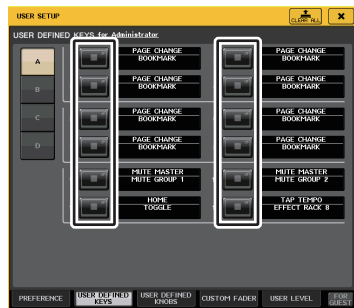 USER SETUP
CLEAR ALL
USER DEFINED KEYS for Administrator
A
PAGE CHANGE
BOOKMARK
PAGE CHANGE
BOOKMARK
B
PAGE CHANGE
BOOKMARK
PAGE CHANGE
BOOKMARK
C
PAGE CHANGE
BOOKMARK
PAGE CHANGE
BOOKMARK
D
PAGE CHANGE
BOOKMARK
PAGE CHANGE
BOOKMARK
MUTE MASTER
MUTE GROUP 1
MUTE MASTER
MUTE GROUP 2
HOME
TOGGLE
TAP TEMPO
EFFECT RACK 8
PREFERENCE
USER DEFINED
KEYS
USER DEFINED
KNOBS
CUSTOM FADER
USER LEVEL
FOR
GUEST